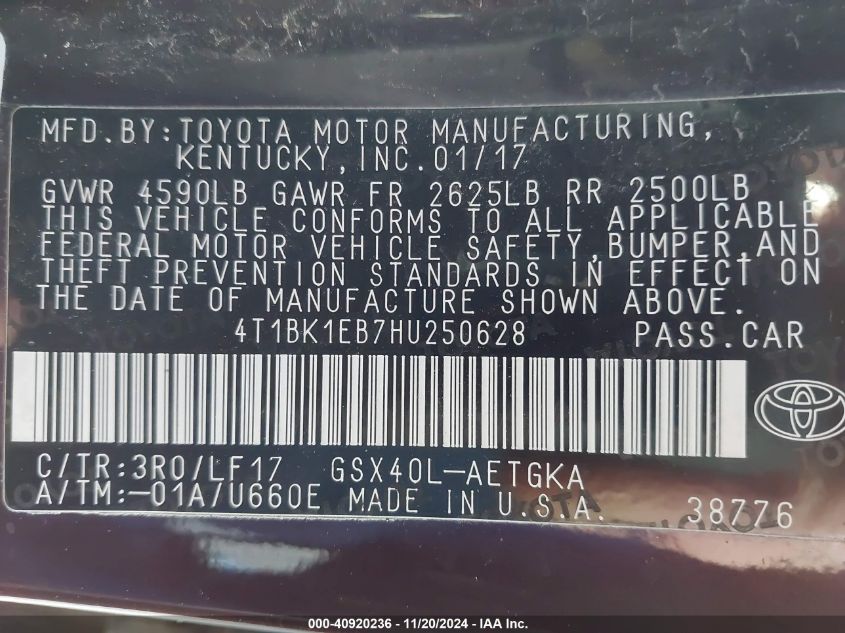 MFD.BY:TOYOTA MOTOR MANUFACTURING,
KENTUCKY,INC.01/17
GVWR 4590LB GAWR FR 2625LB RR 2500LB
THIS VEHICLE CONFORMS TO ALL APPLICABLE
FEDERAL MOTOR VEHICLE SAFETY,BUMPER,AND
THEFT PREVENTION STANDARDS IN EFFECT ON
THE DATE OF MANUFACTURE SHOWN ABOVE.
4T1BK1EB7HU250628 PASS.CAR
C/TR:3R0/LF17 GSX40L-AETGKA
A/TM:-01A/U660E MADE IN U.S.A. 38776
000-40920236 - 11/20/2024 - IAA Inc.